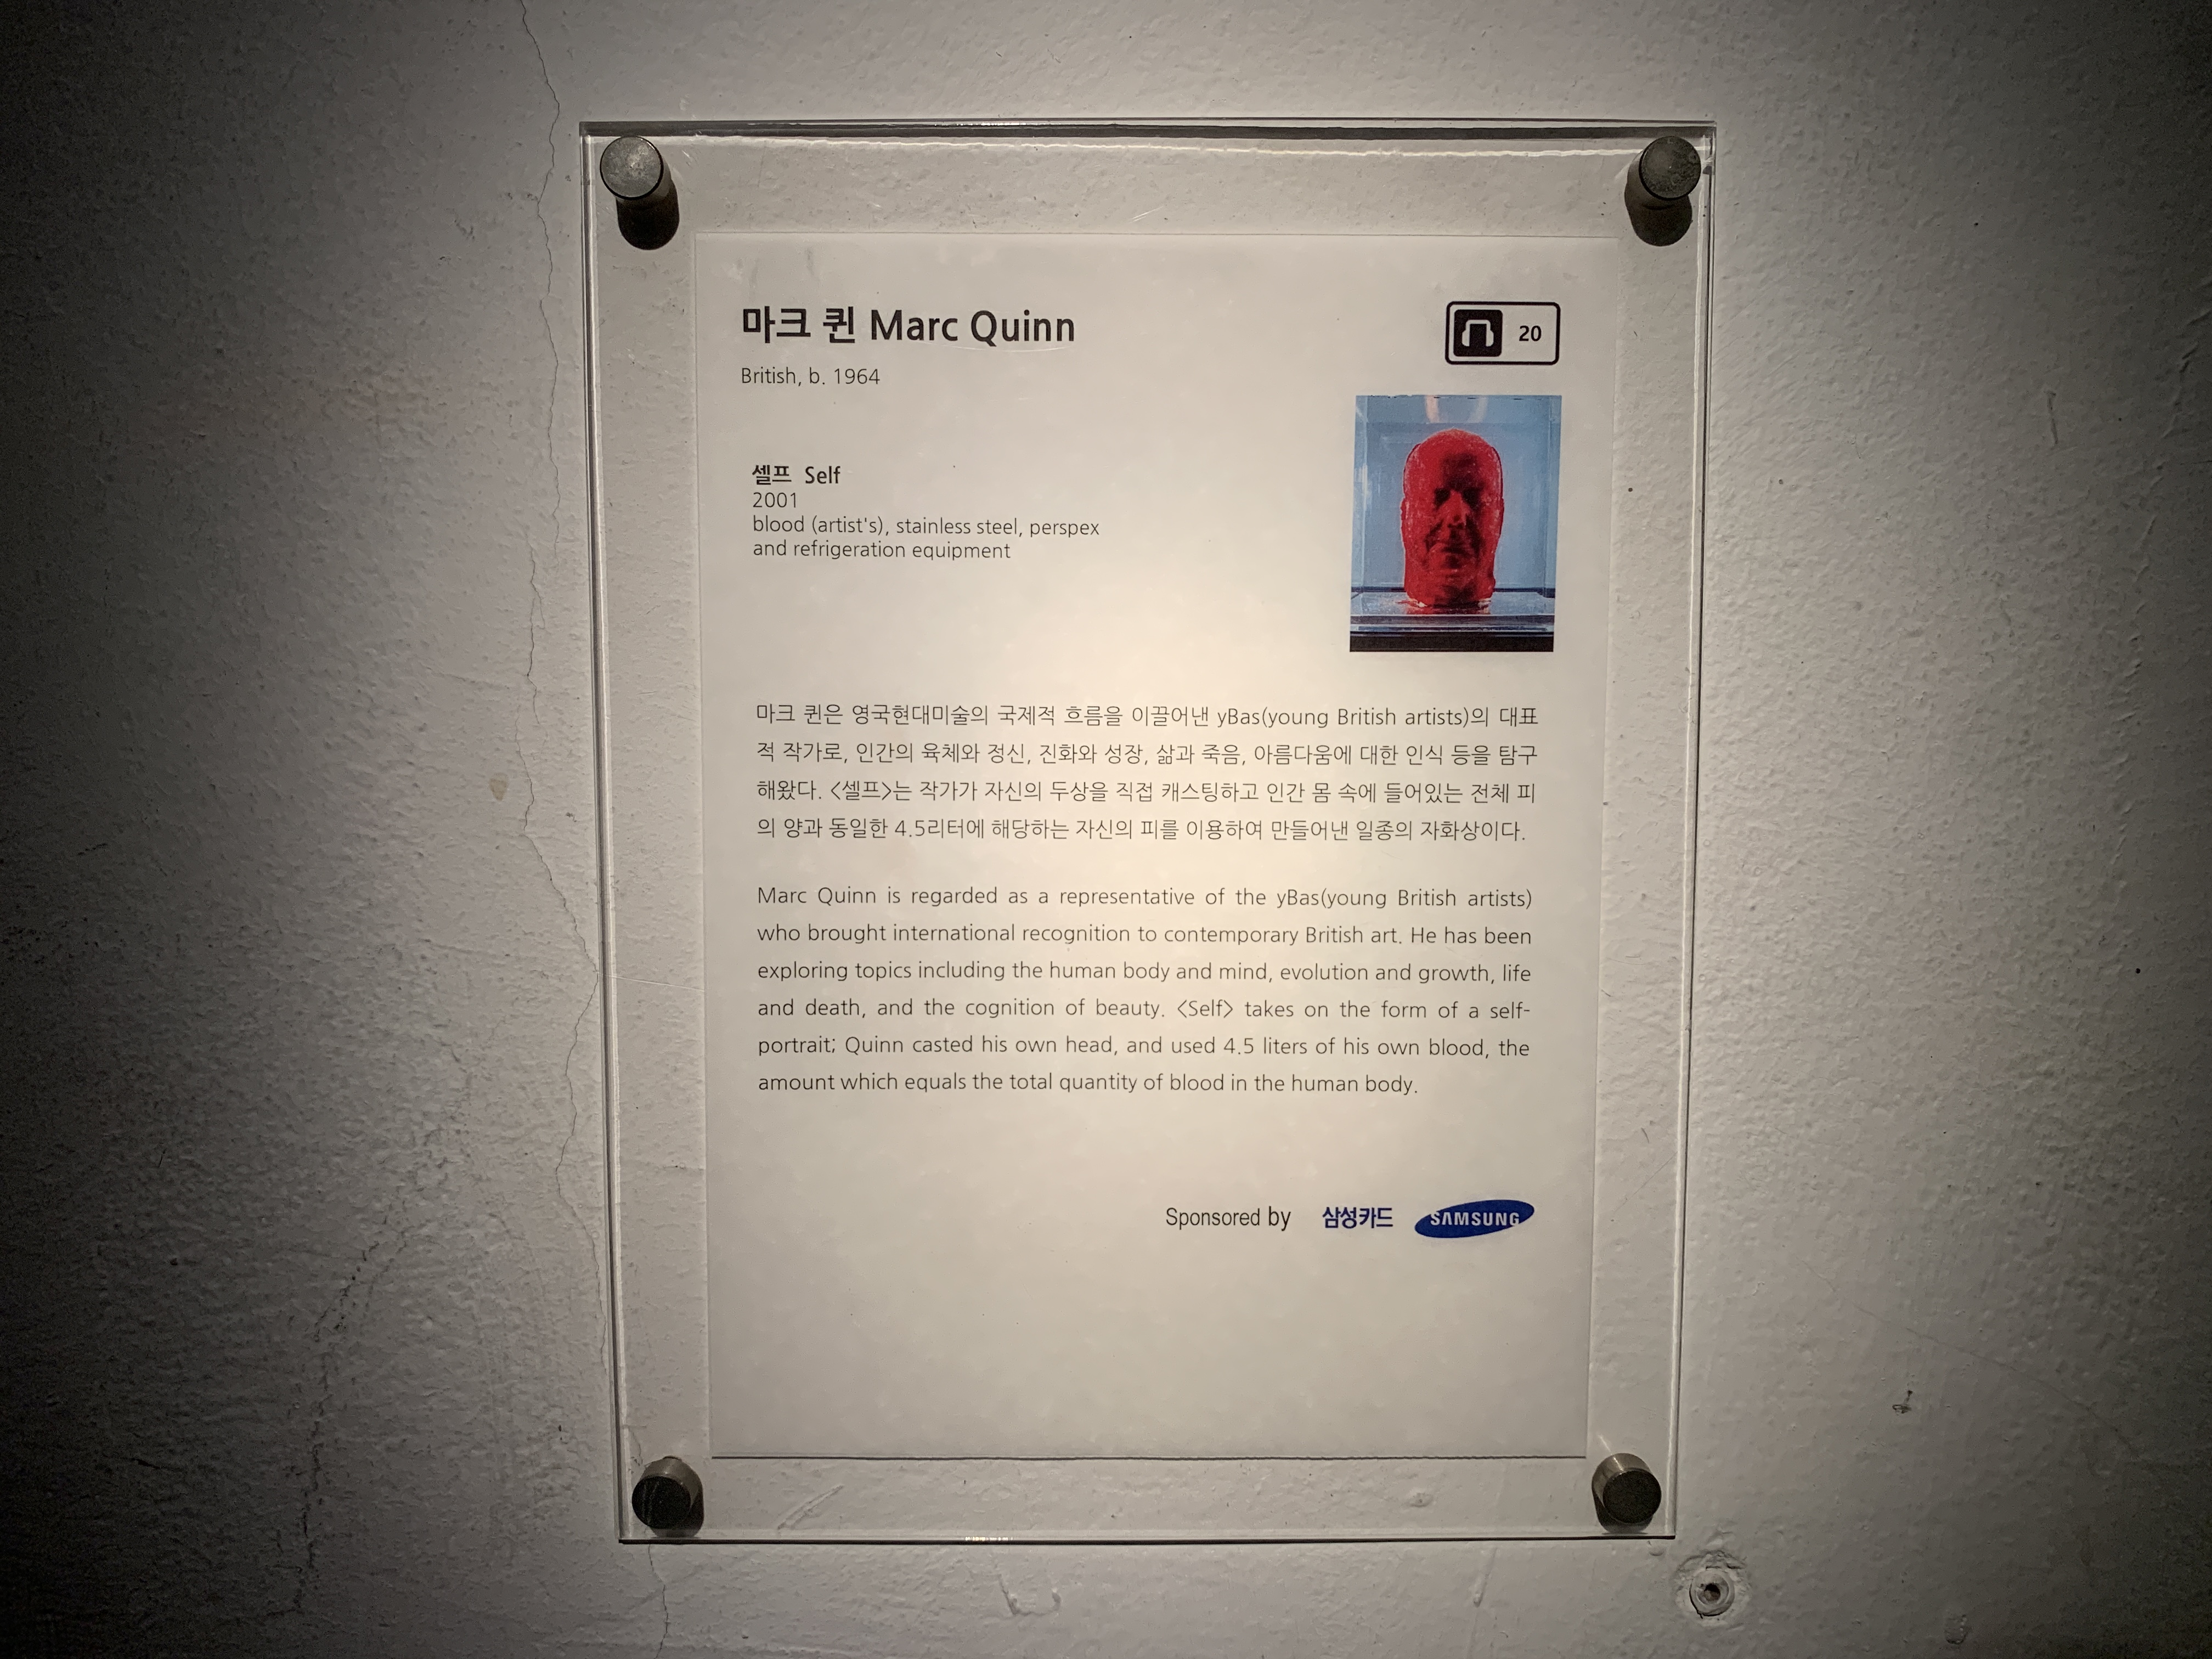 마크 퀸 Marc Quinn
20
British, b. 1964
셀프 Self
2001
blood (artist's), stainless steel, perspex
and refrigeration equipment
마크 퀸은 영국현대미술의 국제적 흐름을 이끌어낸 yBas(young British artists)의 대표
적 작가로, 인간의 육체와 정신, 진화와 성장, 삶과 죽음, 아름다움에 대한 인식 등을 탐구
해왔다. <셀프>는 작가가 자신의 두상을 직접 캐스팅하고 인간 몸 속에 들어있는 전체 피
의 양과 동일한 4.5리터에 해당하는 자신의 피를 이용하여 만들어낸 일종의 자화상이다.
Marc Quinn is regarded as a representative of the yBas(young British artists)
who brought international recognition to contemporary British art. He has been
exploring topics including the human body and mind, evolution and growth, life
and death, and the cognition of beauty. <Self> takes on the form of a self-
portrait; Quinn casted his own head, and used 4.5 liters of his own blood, the
amount which equals the total quantity of blood in the human body.
Sponsored by 삼성카드 SAMSUNG